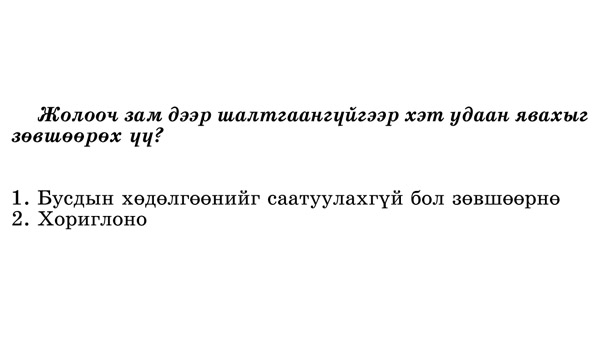 Жолооч зам дээр шалтгаангүйгээр хэт удаан явахыг
зөвшөөрөх үү?
1. Бусдын хөдөлгөөнийг саатуулахгүй бол зөвшөөрнө
2. Хориглоно